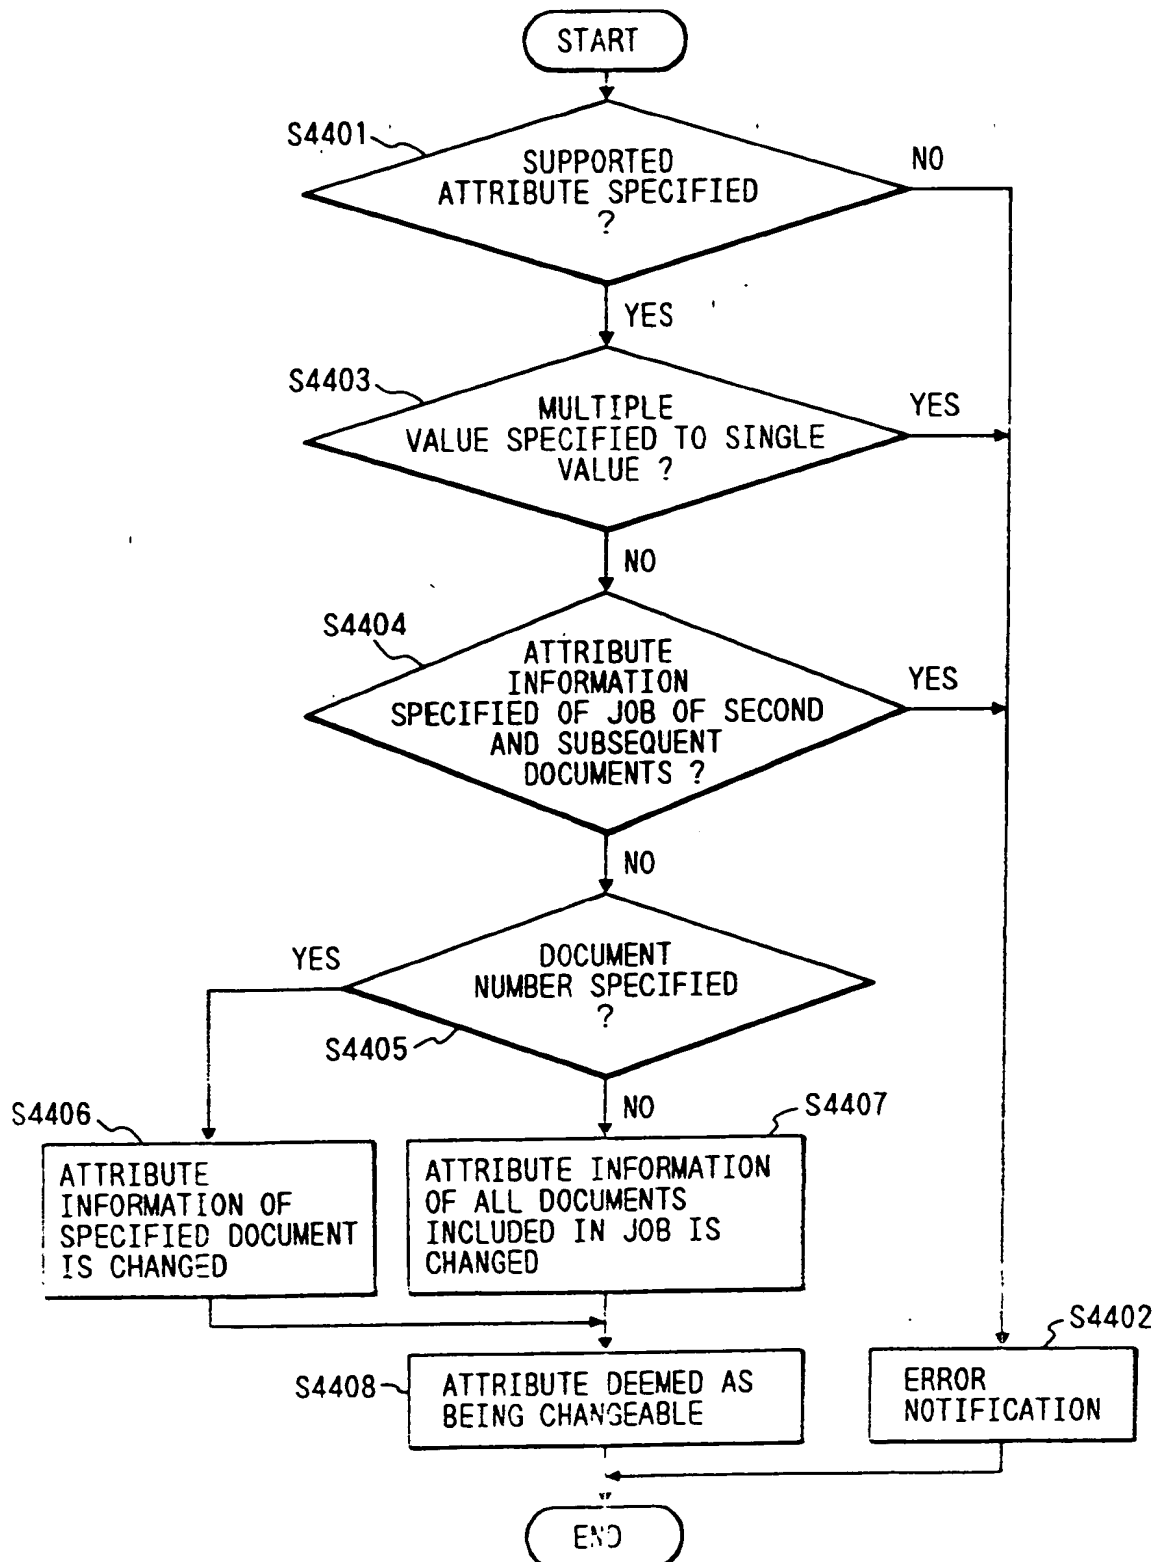 START
S4401
SUPPORTED
ATTRIBUTE SPECIFIED
?
NO
YES
S4403
MULTIPLE
VALUE SPECIFIED TO SINGLE
VALUE ?
YES
NO
S4404
ATTRIBUTE
INFORMATION
SPECIFIED OF JOB OF SECOND
AND SUBSEQUENT
DOCUMENTS ?
YES
NO
DOCUMENT
NUMBER SPECIFIED
?
YES
S4405
NO
S4406
ATTRIBUTE
INFORMATION OF
SPECIFIED DOCUMENT
IS CHANGED
S4407
ATTRIBUTE INFORMATION
OF ALL DOCUMENTS
INCLUDED IN JOB IS
CHANGED
S4408
ATTRIBUTE DEEMED AS
BEING CHANGEABLE
S4402
ERROR
NOTIFICATION
END